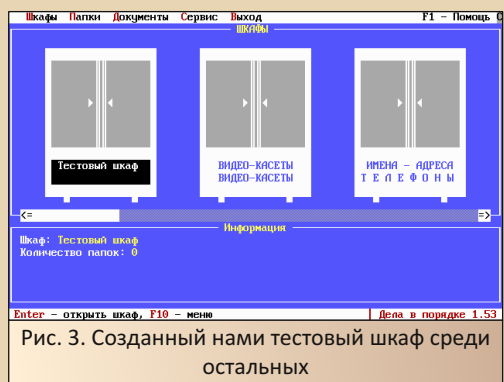 Шкафы Папки Документы Сервис Выход F1 - Помощь
ШКАФЫ
Тестовый шкаф
ВИДЕО-КАСЕТЫ
ВИДЕО-КАСЕТЫ
ИМЕНА - АДРЕСА
Т Е Л Е Ф О Н Ы
<= =>
Информация
Шкаф: Тестовый шкаф
Количество папок: 0
Enter - открыть шкаф, F10 - меню Дела в порядке 1.53
Рис. 3. Созданный нами тестовый шкаф среди
остальных